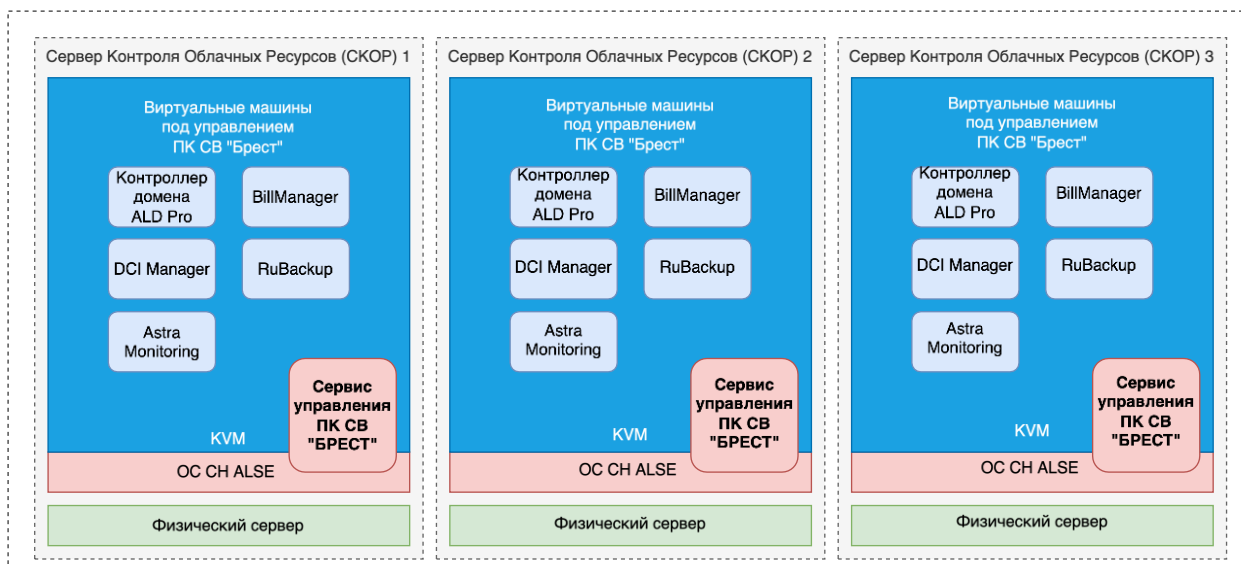 Сервер Контроля Облачных Ресурсов (СКОР) 1
Виртуальные машины
под управлением
ПК СВ "Брест"
Контроллер
домена
ALD Pro
BillManager
DCI Manager
RuBackup
Astra
Monitoring
Сервис
управления
ПК СВ
"БРЕСТ"
KVM
ОС СН ALSE
Физический сервер
Сервер Контроля Облачных Ресурсов (СКОР) 2
Виртуальные машины
под управлением
ПК СВ "Брест"
Контроллер
домена
ALD Pro
BillManager
DCI Manager
RuBackup
Astra
Monitoring
Сервис
управления
ПК СВ
"БРЕСТ"
KVM
ОС СН ALSE
Физический сервер
Сервер Контроля Облачных Ресурсов (СКОР) 3
Виртуальные машины
под управлением
ПК СВ "Брест"
Контроллер
домена
ALD Pro
BillManager
DCI Manager
RuBackup
Astra
Monitoring
Сервис
управления
ПК СВ
"БРЕСТ"
KVM
ОС СН ALSE
Физический сервер